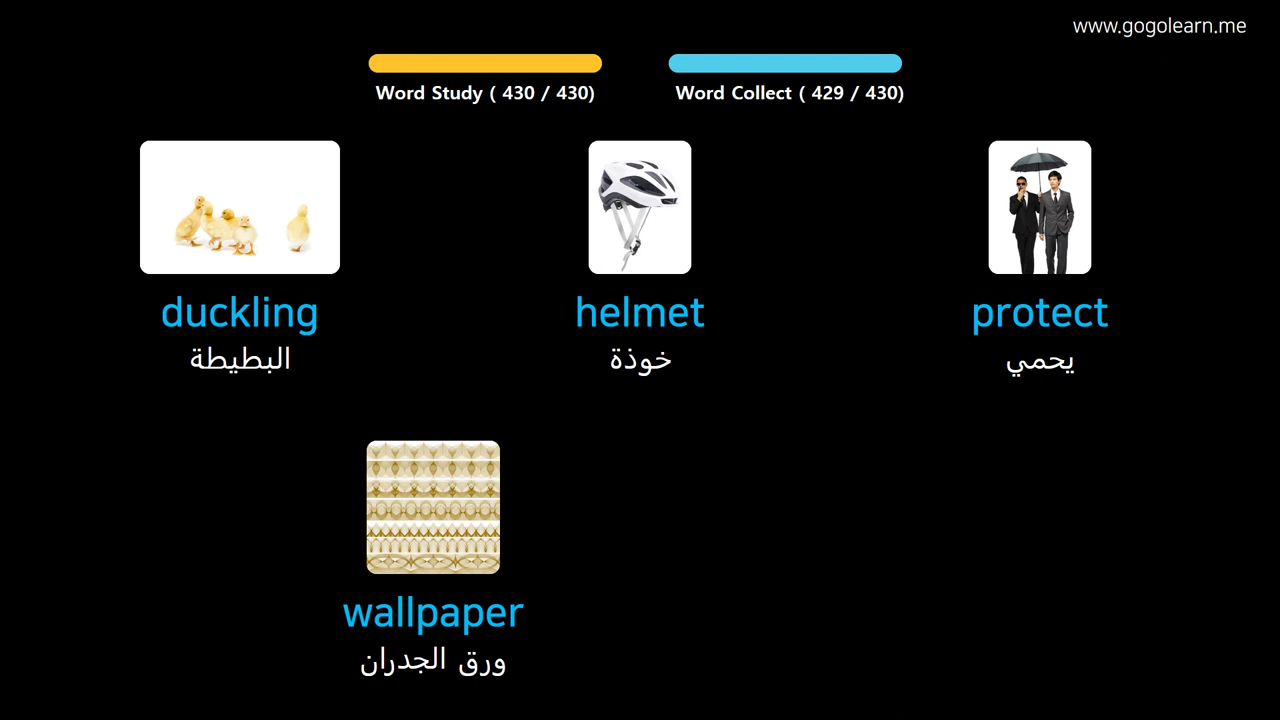 www.gogolearn.me
Word Study ( 430 / 430)
Word Collect ( 429 / 430)
duckling
البطيطة
helmet
خوذة
protect
يحمي
wallpaper
ورق الجدران